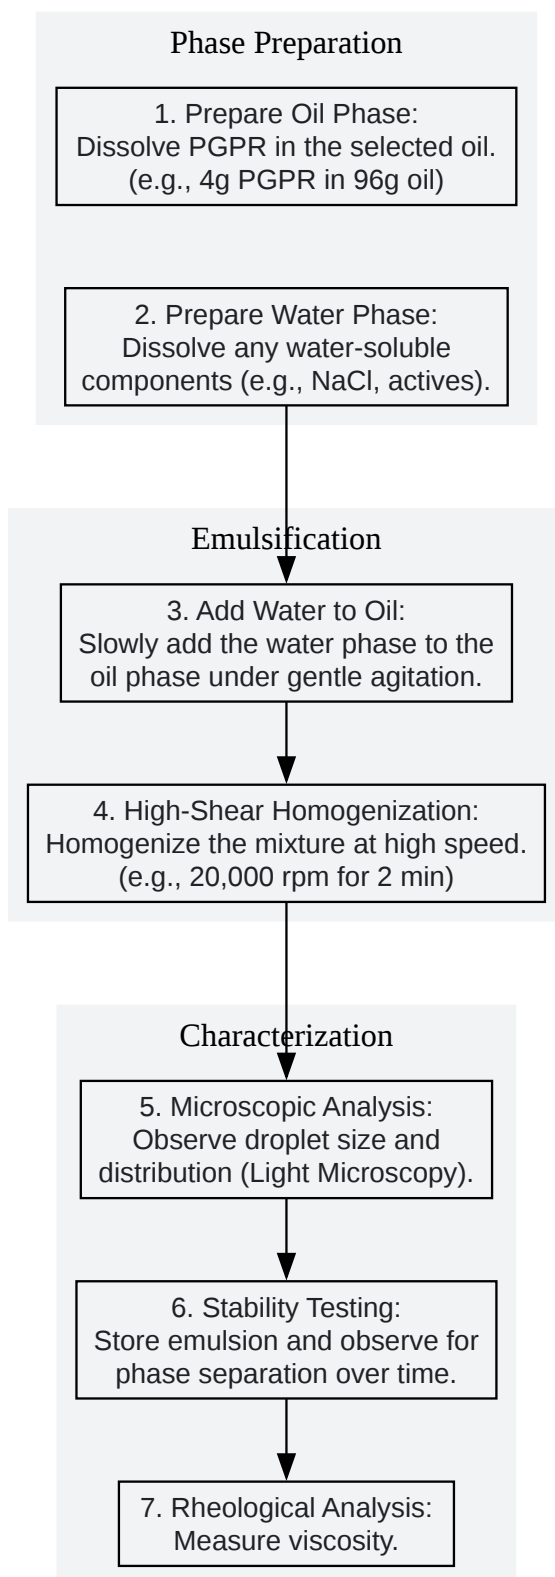 Phase Preparation
1. Prepare Oil Phase:
Dissolve PGPR in the selected oil.
(e.g., 4g PGPR in 96g oil)
2. Prepare Water Phase:
Dissolve any water-soluble
components (e.g., NaCl, actives).
Emulsification
3. Add Water to Oil:
Slowly add the water phase to the
oil phase under gentle agitation.
4. High-Shear Homogenization:
Homogenize the mixture at high speed.
(e.g., 20,000 rpm for 2 min)
Characterization
5. Microscopic Analysis:
Observe droplet size and
distribution (Light Microscopy).
6. Stability Testing:
Store emulsion and observe for
phase separation over time.
7. Rheological Analysis:
Measure viscosity.